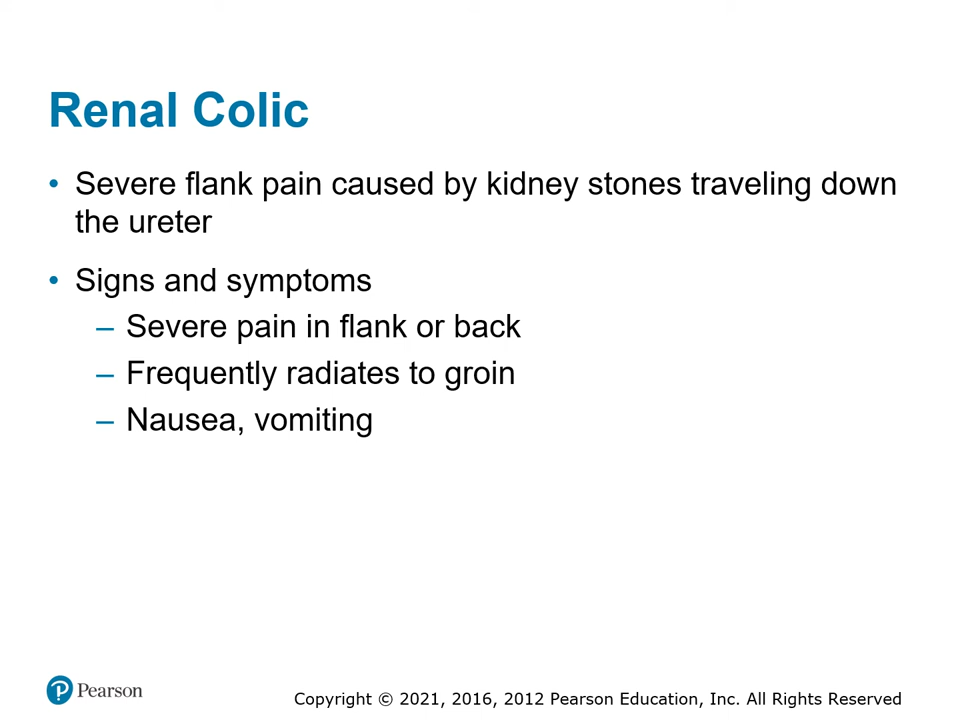 Renal Colic
• Severe flank pain caused by kidney stones traveling down
the ureter
• Signs and symptoms
– Severe pain in flank or back
– Frequently radiates to groin
– Nausea, vomiting
Pearson
Copyright © 2021, 2016, 2012 Pearson Education, Inc. All Rights Reserved